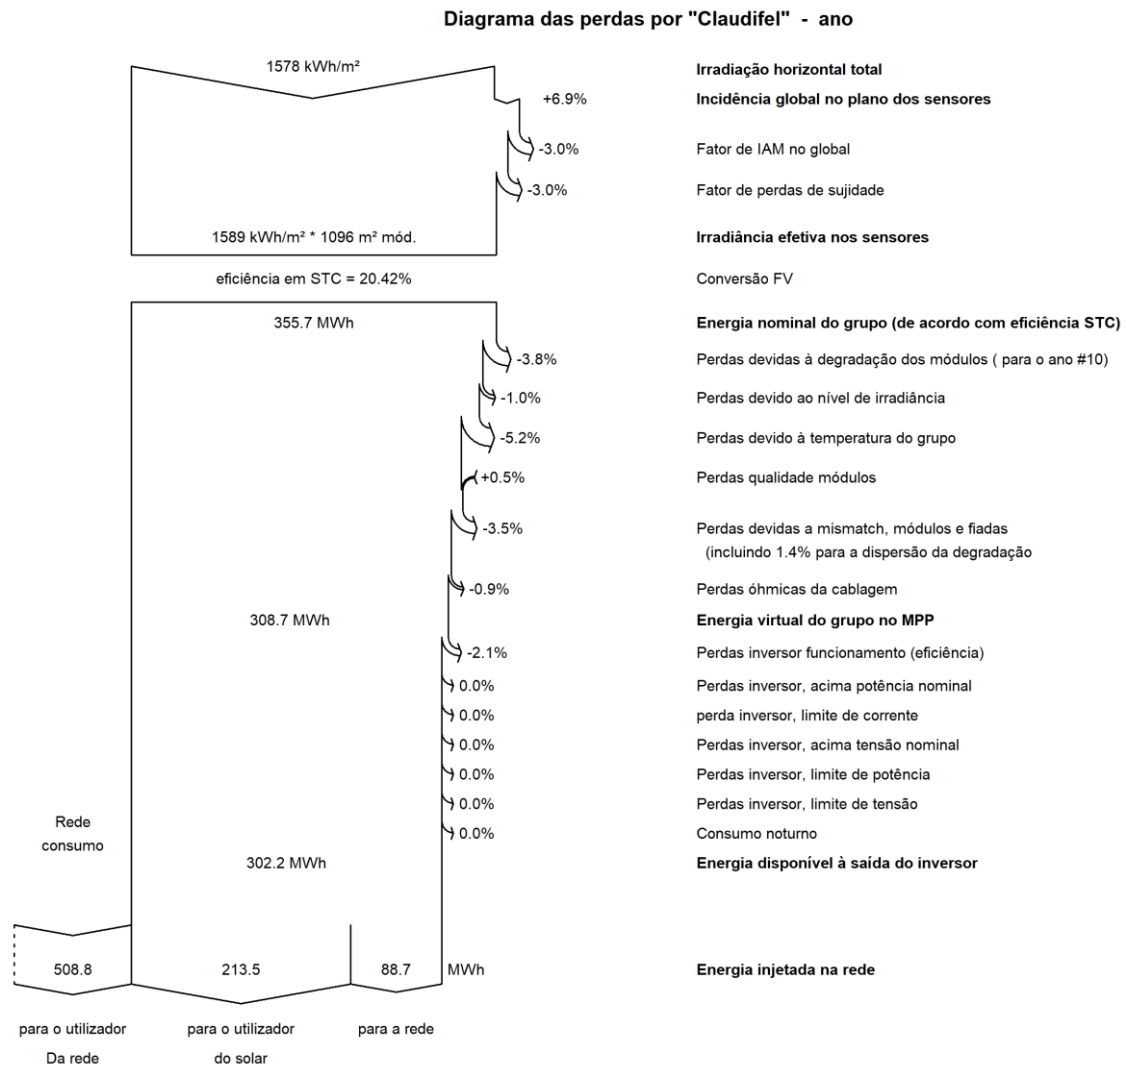 Diagrama das perdas por "Claudifel" - ano
1578 kWh/m²
Irradiação horizontal total
+6.9%
Incidência global no plano dos sensores
-3.0%
Fator de IAM no global
-3.0%
Fator de perdas de sujidade
1589 kWh/m² * 1096 m² mód.
Irradiância efetiva nos sensores
eficiência em STC = 20.42%
Conversão FV
355.7 MWh
Energia nominal do grupo (de acordo com eficiência STC)
-3.8%
Perdas devidas à degradação dos módulos ( para o ano #10)
-1.0%
Perdas devido ao nível de irradiância
-5.2%
Perdas devido à temperatura do grupo
+0.5%
Perdas qualidade módulos
-3.5%
Perdas devidas a mismatch, módulos e fiadas
(incluindo 1.4% para a dispersão da degradação
-0.9%
Perdas óhmicas da cablagem
308.7 MWh
Energia virtual do grupo no MPP
-2.1%
Perdas inversor funcionamento (eficiência)
0.0%
Perdas inversor, acima potência nominal
0.0%
perda inversor, limite de corrente
0.0%
Perdas inversor, acima tensão nominal
0.0%
Perdas inversor, limite de potência
0.0%
Perdas inversor, limite de tensão
Rede
consumo
0.0%
Consumo noturno
302.2 MWh
Energia disponível à saída do inversor
508.8
213.5
88.7
MWh
Energia injetada na rede
para o utilizador
Da rede
para o utilizador
do solar
para a rede